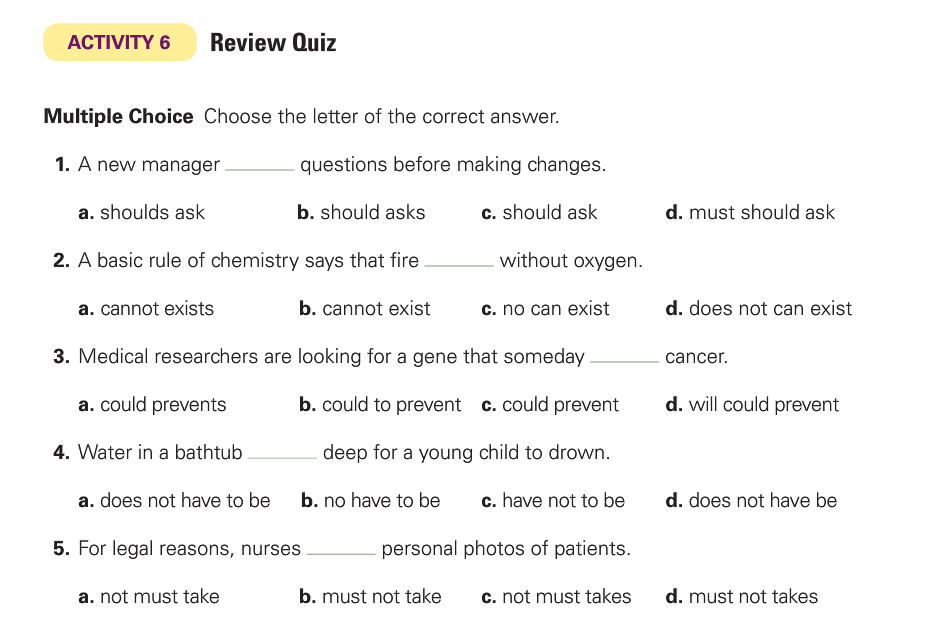 ACTIVITY 6 Review Quiz
Multiple Choice Choose the letter of the correct answer.
1. A new manager ______ questions before making changes.
a. shoulds ask b. should asks c. should ask d. must should ask
2. A basic rule of chemistry says that fire ______ without oxygen.
a. cannot exists b. cannot exist c. no can exist d. does not can exist
3. Medical researchers are looking for a gene that someday ______ cancer.
a. could prevents b. could to prevent c. could prevent d. will could prevent
4. Water in a bathtub ______ deep for a young child to drown.
a. does not have to be b. no have to be c. have not to be d. does not have be
5. For legal reasons, nurses ______ personal photos of patients.
a. not must take b. must not take c. not must takes d. must not takes